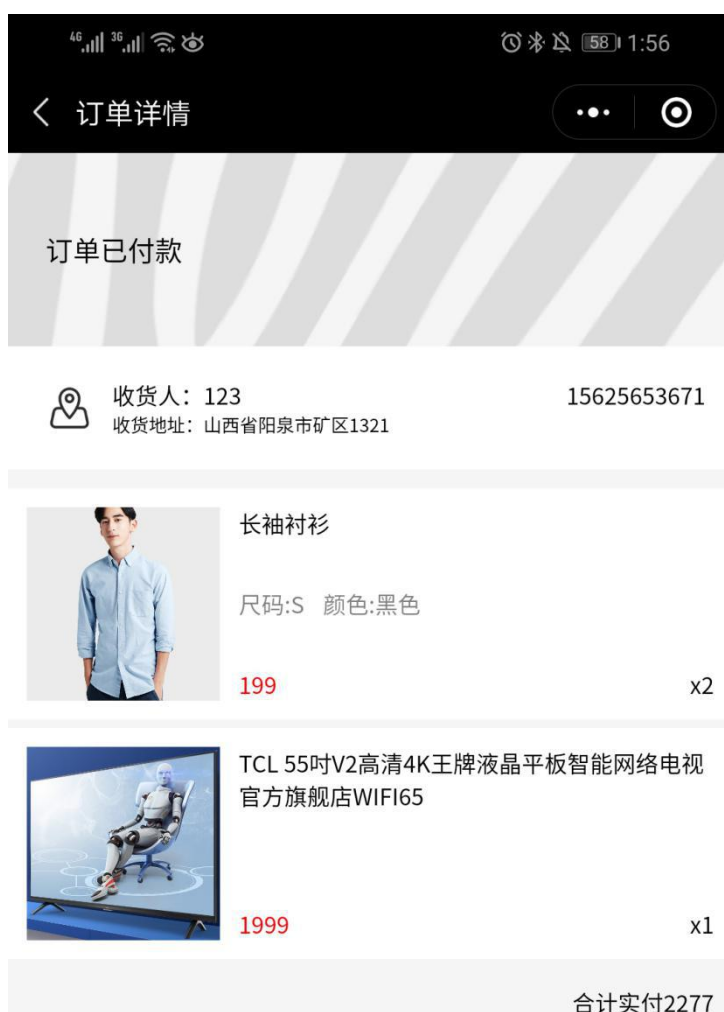 4G 3G 58 1:56
订单详情
订单已付款
收货人：123 15625653671
收货地址：山西省阳泉市矿区1321
长袖衬衫
尺码:S 颜色:黑色
199 x2
TCL 55吋V2高清4K王牌液晶平板智能网络电视
官方旗舰店WIFI65
1999 x1
合计实付2277